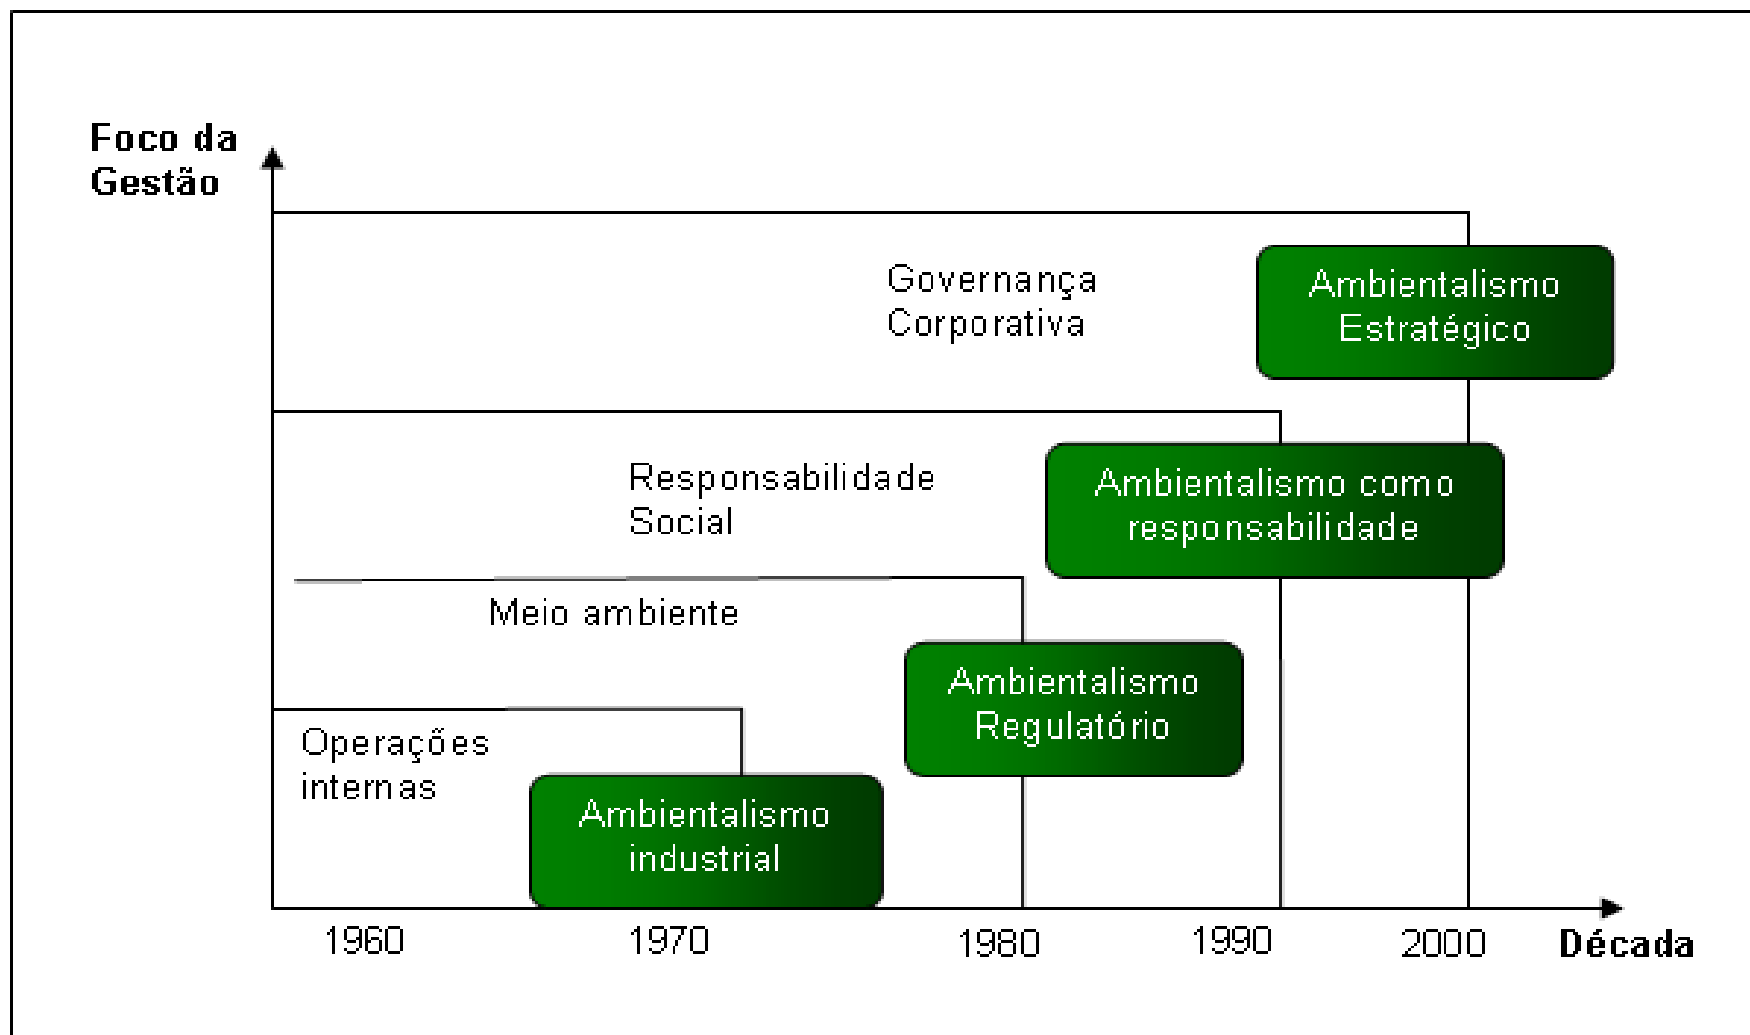 Foco da
Gestão
Governança
Corporativa
Ambientalismo
Estratégico
Responsabilidade
Social
Ambientalismo como
responsabilidade
Meio ambiente
Ambientalismo
Regulatório
Operações
internas
Ambientalismo
industrial
1960 1970 1980 1990 2000 Década